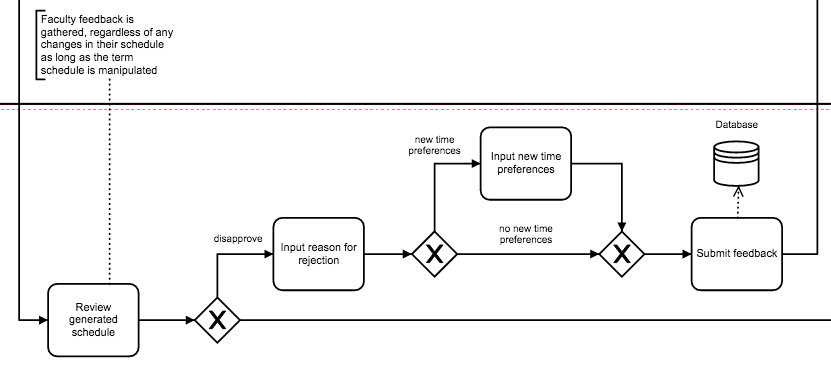 Faculty feedback is
gathered, regardless of any
changes in their schedule
as long as the term
schedule is manipulated
Database
new time
preferences
Input new time
preferences
disapprove
Input reason for
rejection
X
no new time
preferences
X
Submit feedback
Review
generated
schedule
X